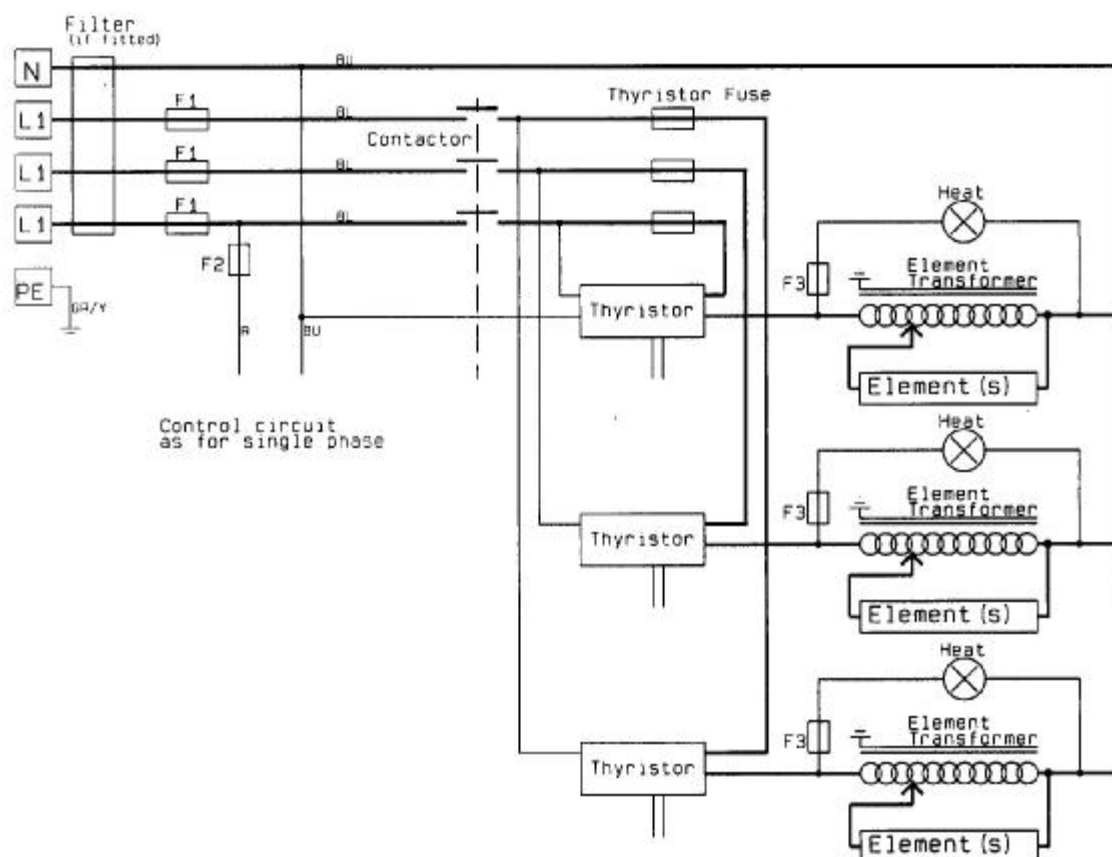 Filter
(if fitted)
N
BU
L1
F1
BL
Thyristor Fuse
Contactor
L1
F1
BL
L1
F1
BL
F2
PE
GR/Y
R
BU
Heat
F3
Element
Transformer
Thyristor
Element(s)
Control circuit
as for single phase
Heat
F3
Element
Transformer
Thyristor
Element(s)
Heat
F3
Element
Transformer
Thyristor
Element(s)